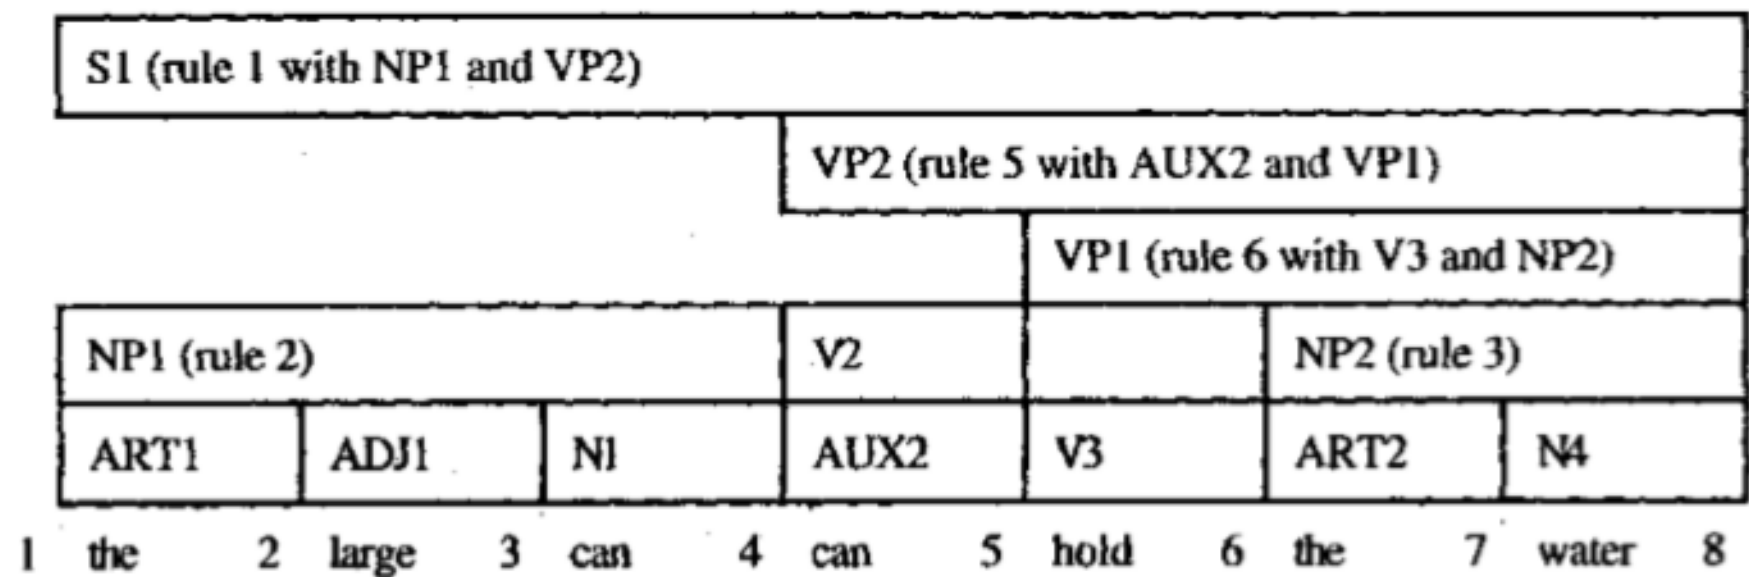 S1 (rule 1 with NP1 and VP2)
VP2 (rule 5 with AUX2 and VP1)
VP1 (rule 6 with V3 and NP2)
NP1 (rule 2) V2 NP2 (rule 3)
ART1 ADJ1 N1 AUX2 V3 ART2 N4
1 the 2 large 3 can 4 can 5 hold 6 the 7 water 8